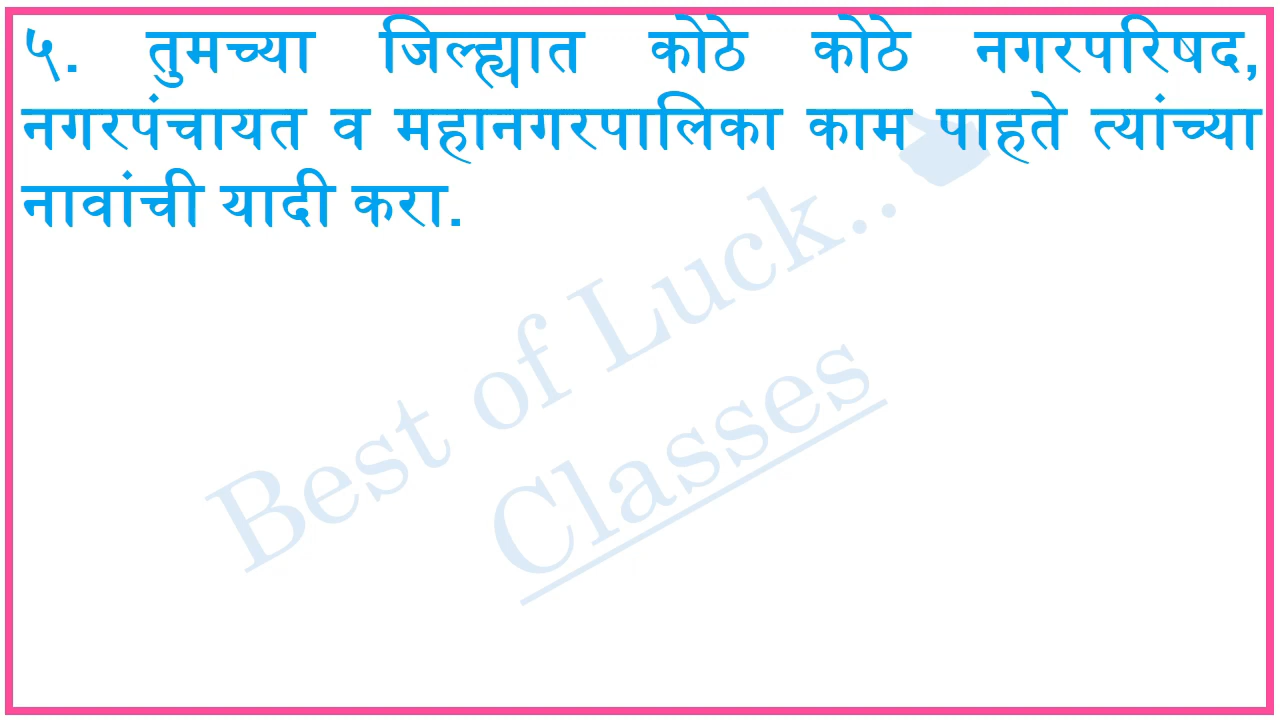 ५. तुमच्या जिल्ह्यात कोठे कोठे नगरपरिषद,
नगरपंचायत व महानगरपालिका काम पाहते त्यांच्या
नावांची यादी करा.
Best of Luck..
Classes